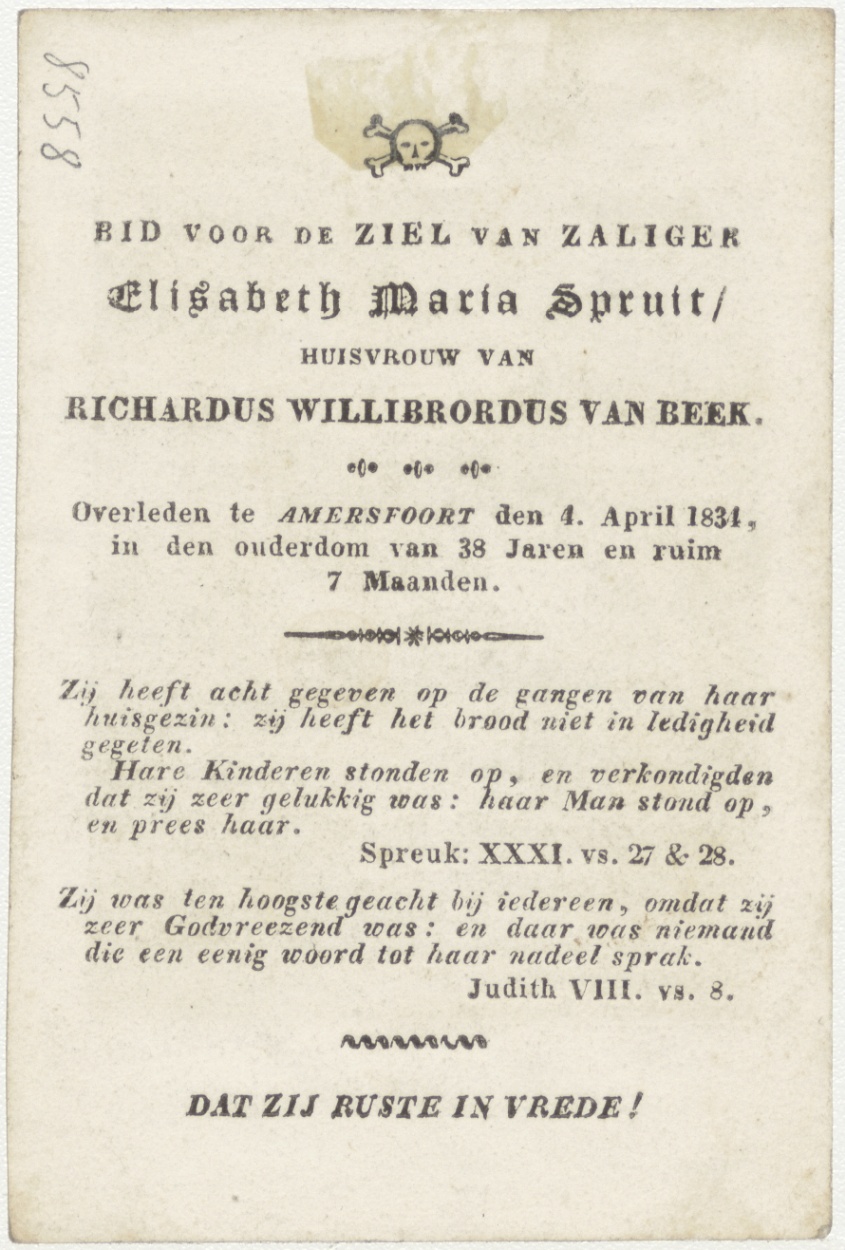 8558
BID VOOR DE ZIEL VAN ZALIGER
Elisabeth Maria Spruit/
HUISVROUW VAN
RICHARDUS WILLIBRORDUS VAN BEEK.
Overleden te AMERSFOORT den 4. April 1834,
in den ouderdom van 38 Jaren en ruim
7 Maanden.
Zij heeft acht gegeven op de gangen van haar
huisgezin: zij heeft het brood niet in ledigheid
gegeten.
Hare Kinderen stonden op, en verkondigden
dat zij zeer gelukkig was: haar Man stond op,
en prees haar.
Spreuk: XXXI. vs. 27 & 28.
Zij was ten hoogste geacht bij iedereen, omdat zij
zeer Godvreezend was: en daar was niemand
die een eenig woord tot haar nadeel sprak.
Judith VIII. vs. 8.
DAT ZIJ RUSTE IN VREDE!